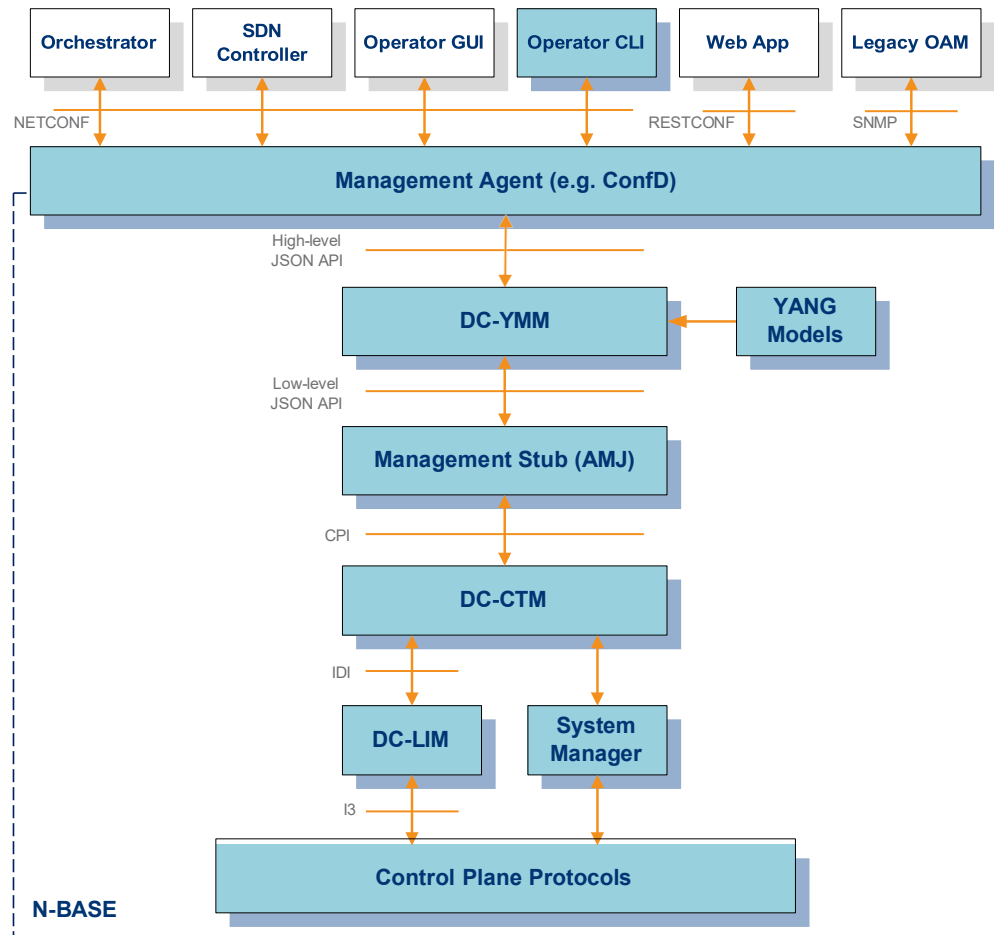 Orchestrator
SDN
Controller
Operator GUI
Operator CLI
Web App
Legacy OAM
NETCONF
RESTCONF
SNMP
Management Agent (e.g. ConfD)
High-level
JSON API
DC-YMM
YANG
Models
Low-level
JSON API
Management Stub (AMJ)
CPI
DC-CTM
IDI
DC-LIM
System
Manager
I3
Control Plane Protocols
N-BASE